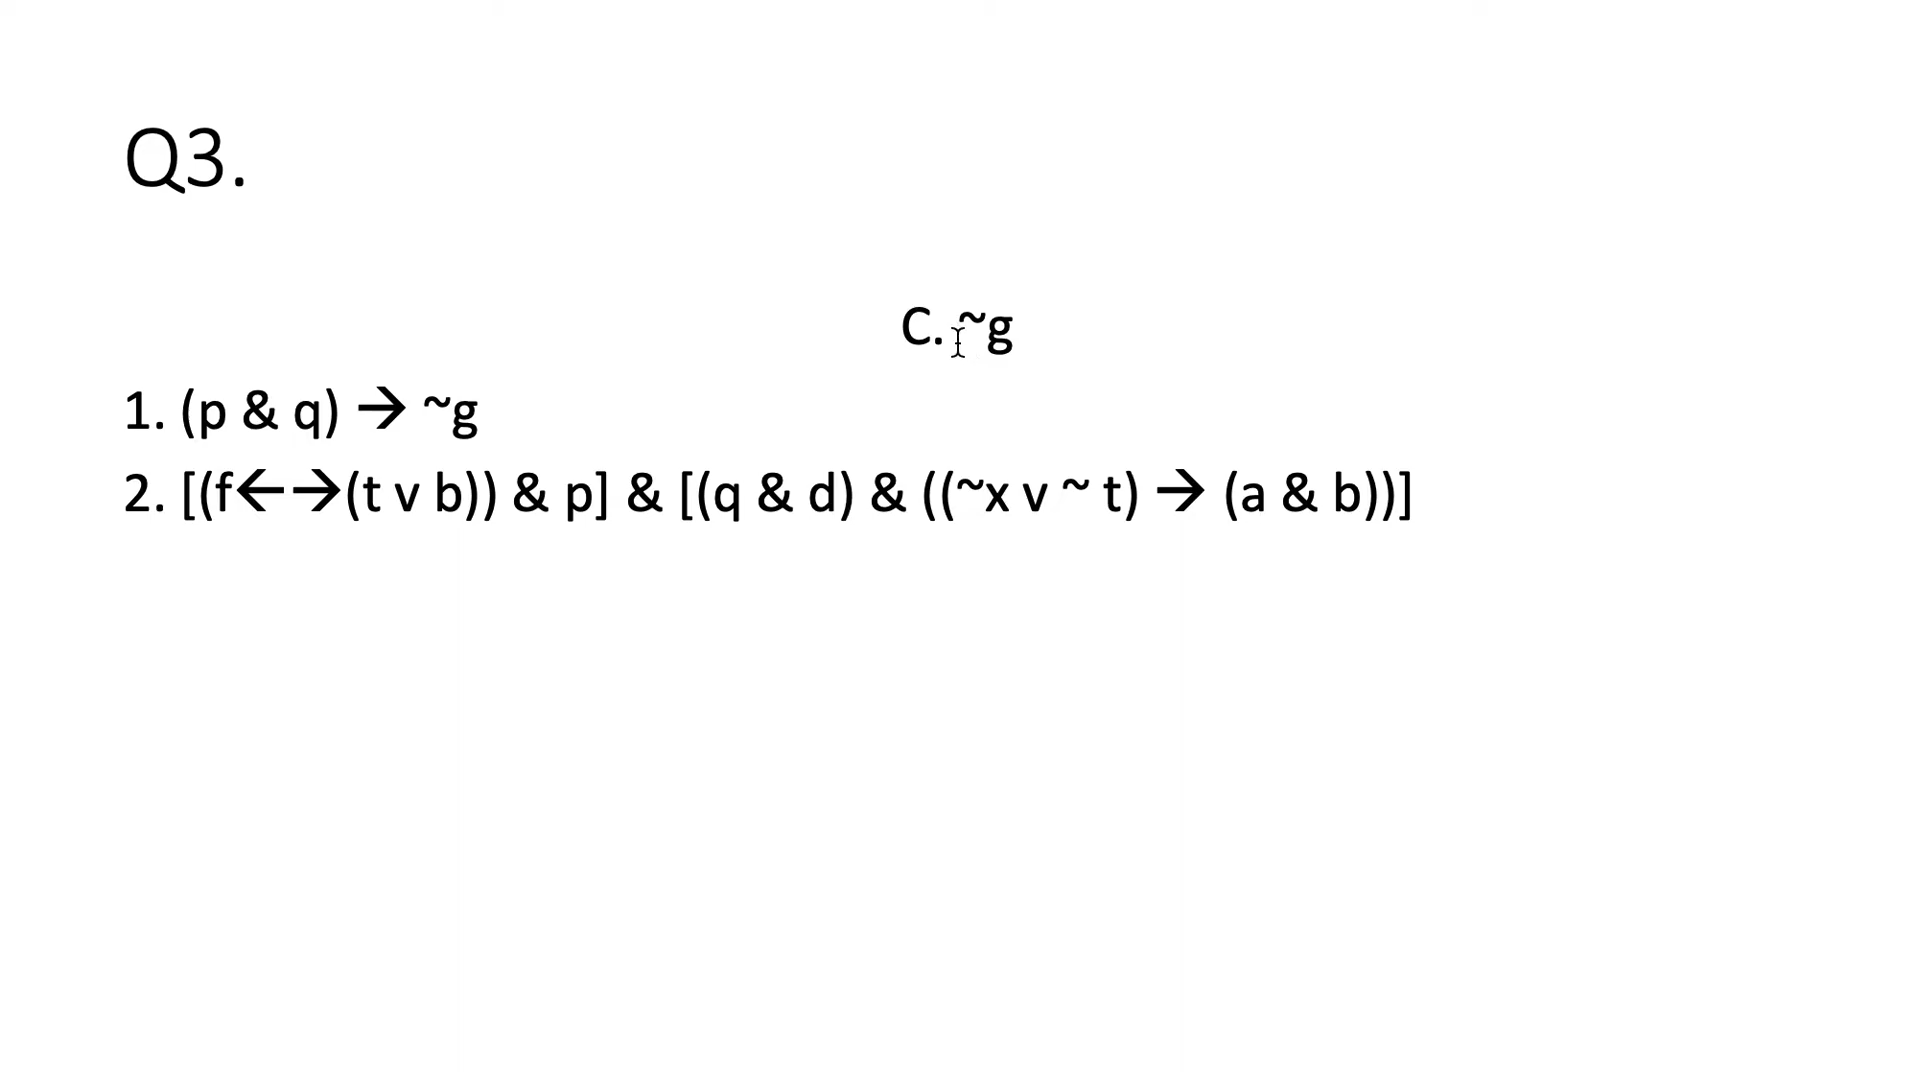 Q3.
C. ~g
1. (p & q) → ~g
2. [(f←→(t v b)) & p] & [(q & d) & ((~x v ~ t) → (a & b))]